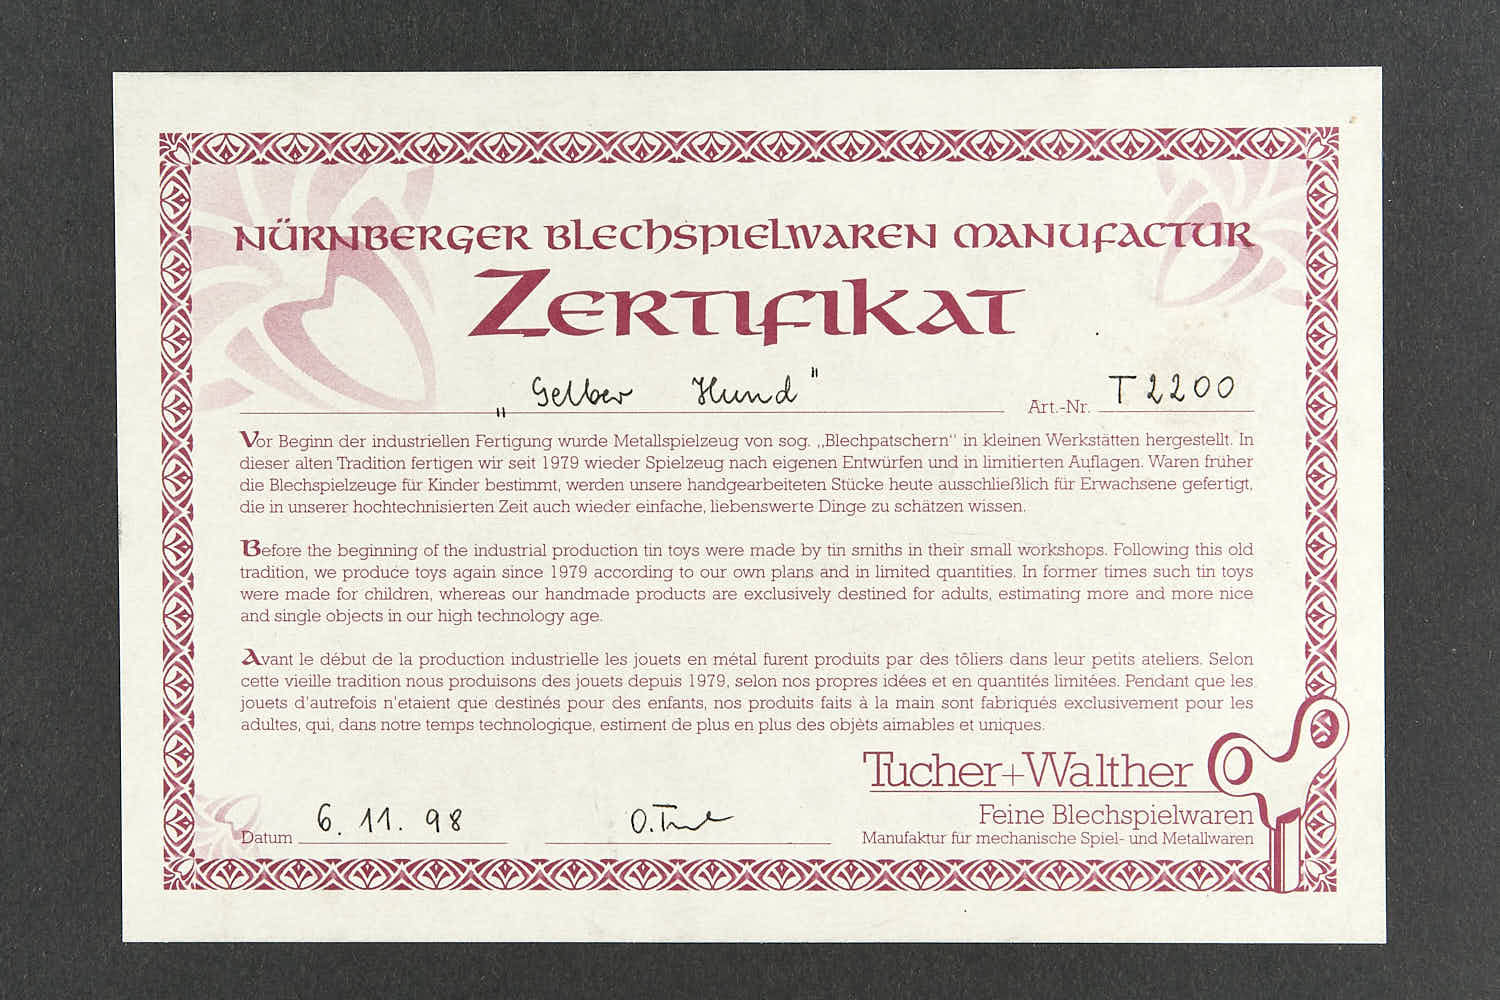 NÜRNBERGER BLECHSPIELWAREN MANUFACTUR
ZERTIFIKAT
„Gelber Hund"
Art.-Nr. T 2200
Vor Beginn der industriellen Fertigung wurde Metallspielzeug von sog. „Blechpatschern“ in kleinen Werkstätten hergestellt. In
dieser alten Tradition fertigen wir seit 1979 wieder Spielzeug nach eigenen Entwürfen und in limitierten Auflagen. Waren früher
die Blechspielzeuge für Kinder bestimmt, werden unsere handgearbeiteten Stücke heute ausschließlich für Erwachsene gefertigt,
die in unserer hochtechnisierten Zeit auch wieder einfache, liebenswerte Dinge zu schätzen wissen.
Before the beginning of the industrial production tin toys were made by tin smiths in their small workshops. Following this old
tradition, we produce toys again since 1979 according to our own plans and in limited quantities. In former times such tin toys
were made for children, whereas our handmade products are exclusively destined for adults, estimating more and more nice
and single objects in our high technology age.
Avant le début de la production industrielle les jouets en métal furent produits par des tôliers dans leur petits ateliers. Selon
cette vieille tradition nous produisons des jouets depuis 1979, selon nos propres idées et en quantités limitées. Pendant que les
jouets d'autrefois n'etaient que destinés pour des enfants, nos produits faits à la main sont fabriqués exclusivement pour les
adultes, qui, dans notre temps technologique, estiment de plus en plus des objèts aimables et uniques.
Tucher+Walther
Feine Blechspielwaren
Manufaktur für mechanische Spiel- und Metallwaren
Datum 6. 11. 98